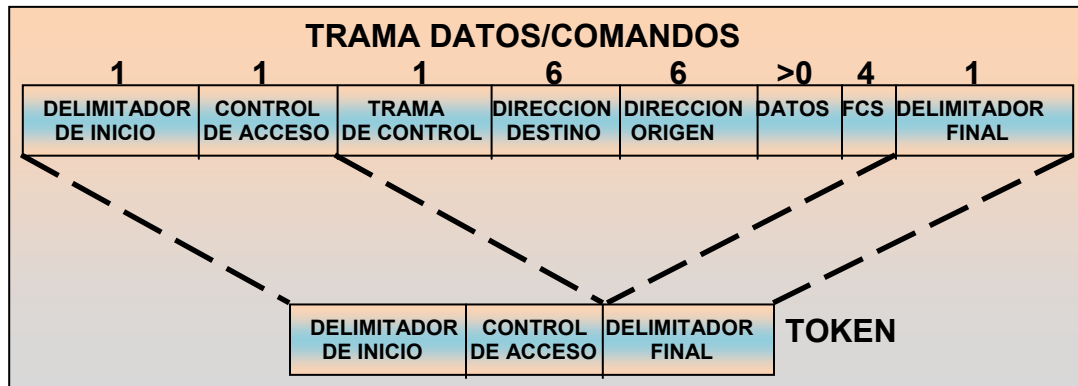 TRAMA DATOS/COMANDOS
1 1 1 6 6 >0 4 1
DELIMITADOR CONTROL TRAMA DIRECCION DIRECCION DATOS FCS DELIMITADOR
DE INICIO DE ACCESO DE CONTROL DESTINO ORIGEN FINAL
DELIMITADOR CONTROL DELIMITADOR TOKEN
DE INICIO DE ACCESO FINAL